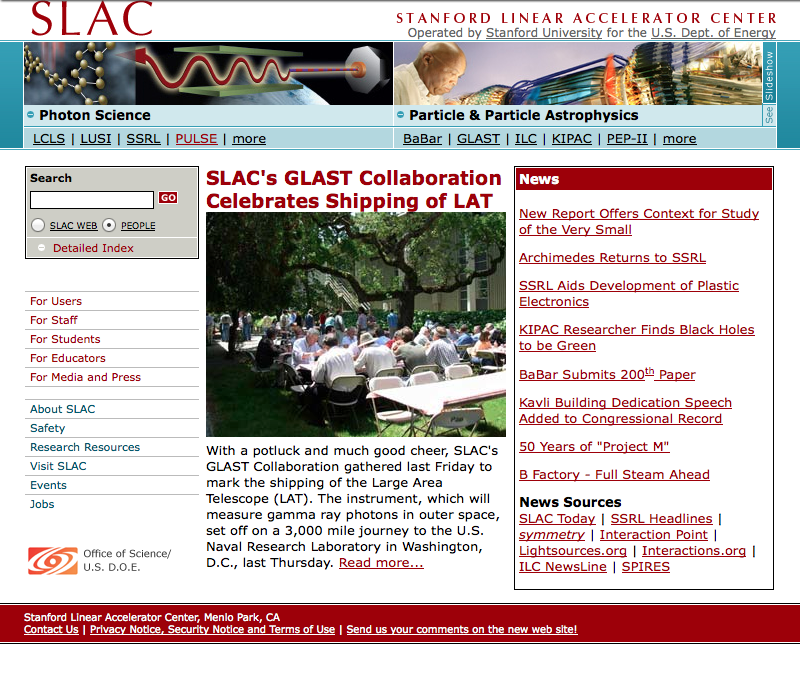 SLAC
STANFORD LINEAR ACCELERATOR CENTER
Operated by Stanford University for the U.S. Dept. of Energy
See Slideshow
Photon Science
LCLS | LUSI | SSRL | PULSE | more
Particle & Particle Astrophysics
BaBar | GLAST | ILC | KIPAC | PEP-II | more
Search
GO
SLAC WEB PEOPLE
Detailed Index
For Users
For Staff
For Students
For Educators
For Media and Press
About SLAC
Safety
Research Resources
Visit SLAC
Events
Jobs
Office of Science/
U.S. D.O.E.
SLAC's GLAST Collaboration
Celebrates Shipping of LAT
With a potluck and much good cheer, SLAC's
GLAST Collaboration gathered last Friday to
mark the shipping of the Large Area
Telescope (LAT). The instrument, which will
measure gamma ray photons in outer space,
set off on a 3,000 mile journey to the U.S.
Naval Research Laboratory in Washington,
D.C., last Thursday. Read more...
News
New Report Offers Context for Study
of the Very Small
Archimedes Returns to SSRL
SSRL Aids Development of Plastic
Electronics
KIPAC Researcher Finds Black Holes
to be Green
BaBar Submits 200th Paper
Kavli Building Dedication Speech
Added to Congressional Record
50 Years of "Project M"
B Factory - Full Steam Ahead
News Sources
SLAC Today | SSRL Headlines |
symmetry | Interaction Point |
Lightsources.org | Interactions.org |
ILC NewsLine | SPIRES
Stanford Linear Accelerator Center, Menlo Park, CA
Contact Us | Privacy Notice, Security Notice and Terms of Use | Send us your comments on the new web site!